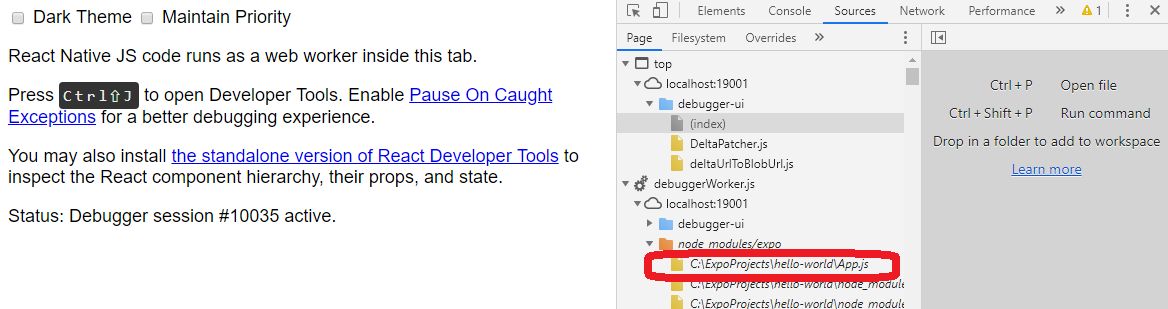 Dark Theme Maintain Priority
React Native JS code runs as a web worker inside this tab.
Press Ctrl⇧J to open Developer Tools. Enable Pause On Caught
Exceptions for a better debugging experience.
You may also install the standalone version of React Developer Tools to
inspect the React component hierarchy, their props, and state.
Status: Debugger session #10035 active.
Elements Console Sources Network Performance » 1
Page Filesystem Overrides »
top
localhost:19001
debugger-ui
(index)
DeltaPatcher.js
deltaUrlToBlobUrl.js
debuggerWorker.js
localhost:19001
debugger-ui
node_modules/expo
C:\ExpoProjects\hello-world\App.js
C:\ExpoProjects\hello-world\node_module
C:\ExpoProjects\hello-world\node_module
Ctrl + P Open file
Ctrl + Shift + P Run command
Drop in a folder to add to workspace
Learn more